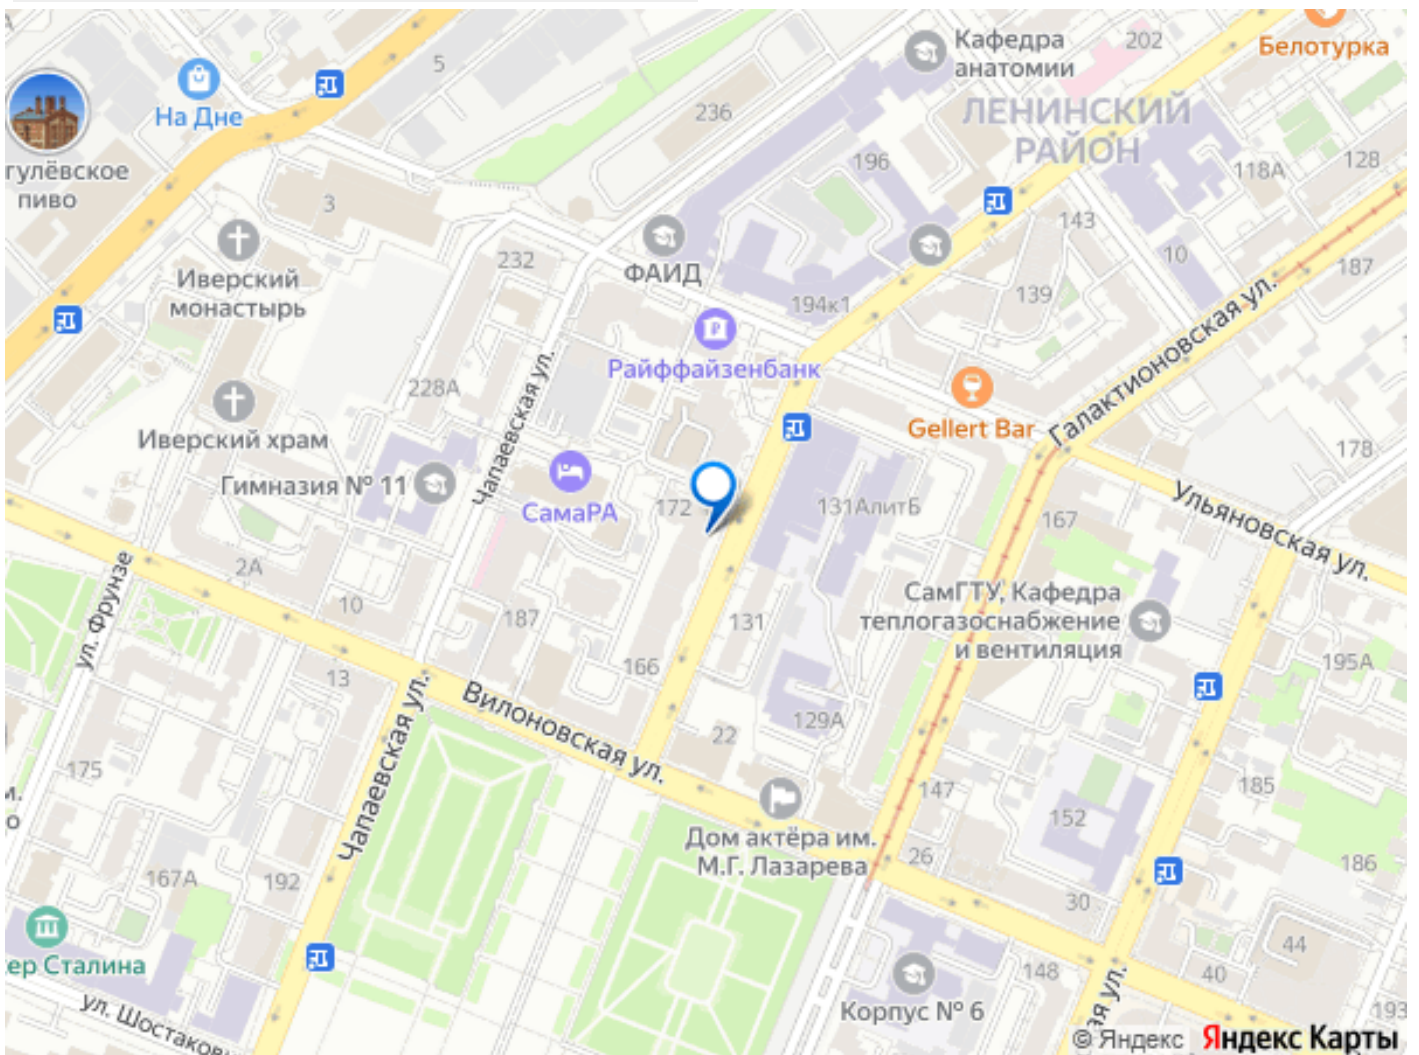 Кафедра
анатомии
202
Белотурка
5
На Дне
236
ЛЕНИНСКИЙ
РАЙОН
гулёвское
пиво
196
118А
128
3
143
Иверский
монастырь
232
ФАИД
10
187
139
194к1
Галактионовская ул.
Райффайзенбанк
228А
Чапаевская ул.
Gellert Bar
Иверский храм
178
Гимназия № 11
СамаРА
172
131АлитБ
167
Ульяновская ул.
2А
ул. Фрунзе
10
187
131
СамГТУ, Кафедра
теплогазоснабжение
и вентиляция
166
195А
13
Вилоновская ул.
Чапаевская ул.
129А
22
175
м.
о
147
185
152
Дом актёра им.
М.Г. Лазарева
26
186
167А
192
30
44
ер Сталина
148
40
ая ул.
Корпус № 6
193
ул. Шостаков
© Яндекс Яндекс Карты